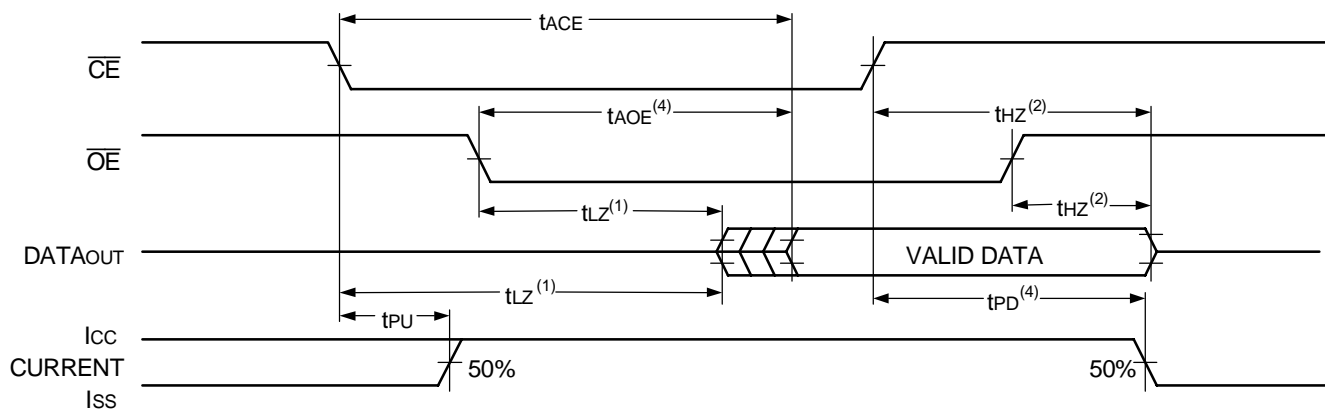 tACE
CE
tAOE(4)
tHZ(2)
OE
tLZ(1)
tHZ(2)
DATAOUT
VALID DATA
tLZ(1)
tPD(4)
tPU
ICC
CURRENT
50%
50%
ISS